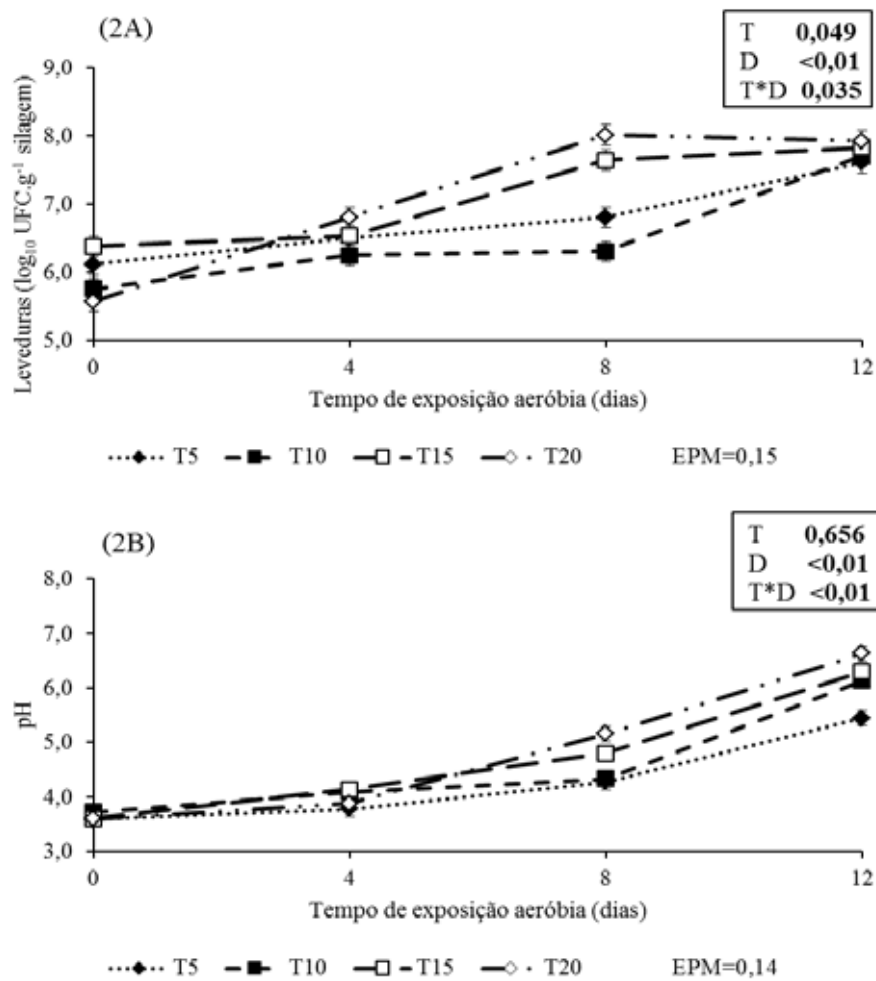 (2A)
T 0,049
D <0,01
T*D 0,035
Leveduras (log₁₀ UFC.g⁻¹ silagem)
9,0
8,0
7,0
6,0
5,0
0 4 8 12
Tempo de exposição aeróbia (dias)
T5 T10 T15 T20 EPM=0,15
(2B)
T 0,656
D <0,01
T*D <0,01
pH
8,0
7,0
6,0
5,0
4,0
3,0
0 4 8 12
Tempo de exposição aeróbia (dias)
T5 T10 T15 T20 EPM=0,14